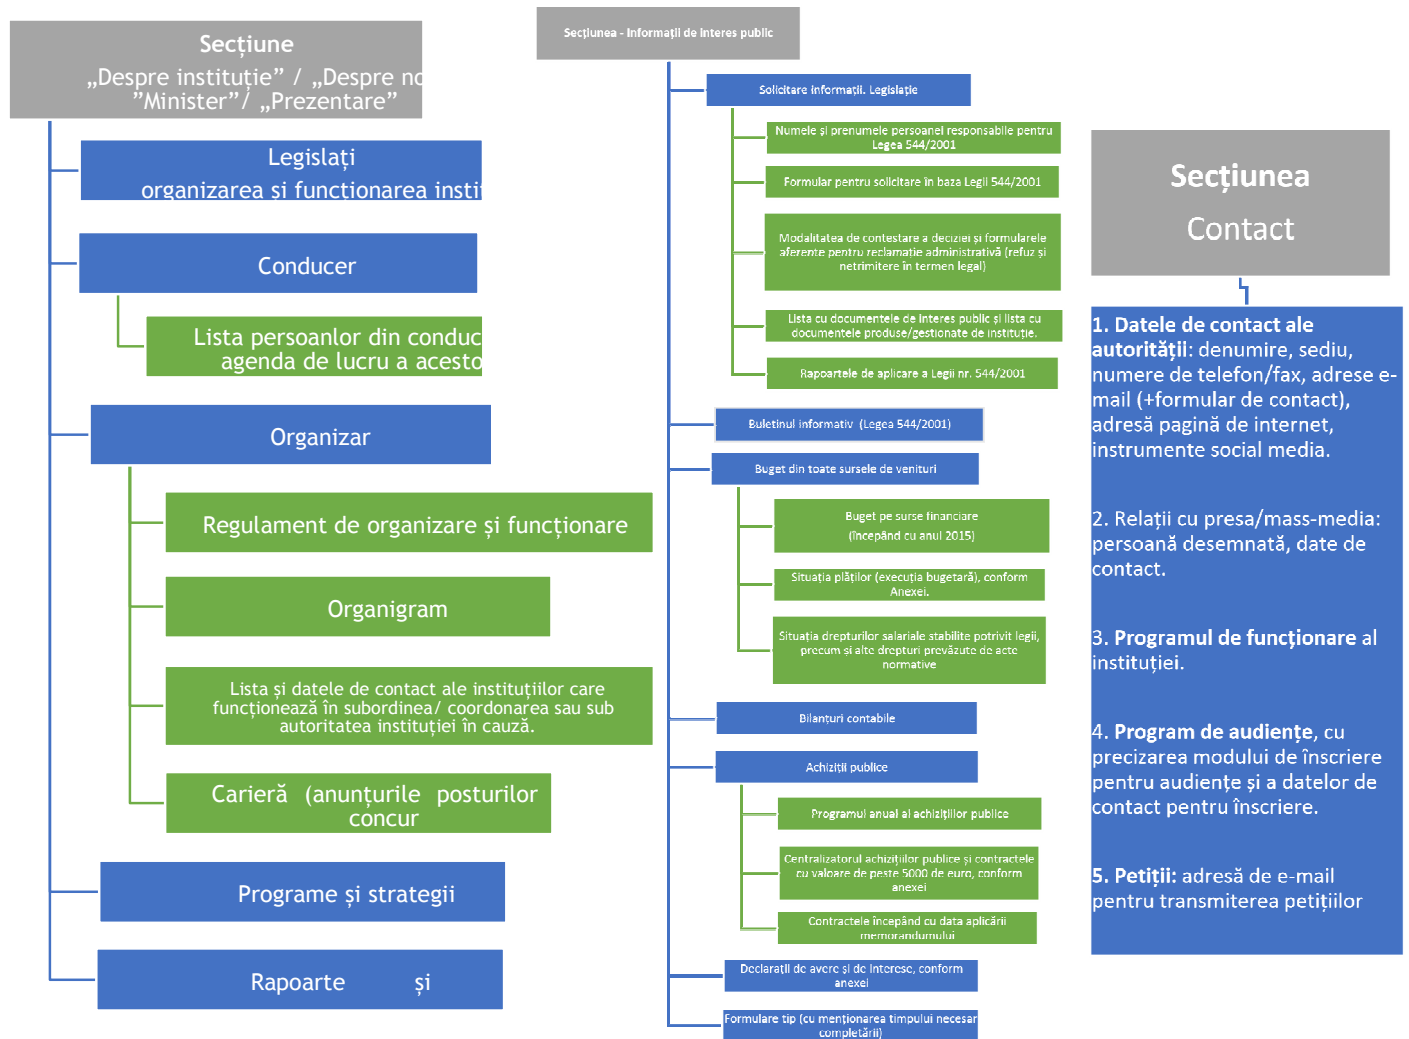 Secțiune
„Despre instituție” / „Despre no
”Minister”/ „Prezentare”
Legislați
organizarea și funcționarea instit
Conducer
Lista persoanlor din conduc
agenda de lucru a acesto
Organizar
Regulament de organizare și funcționare
Organigram
Lista și datele de contact ale instituțiilor care
funcționează în subordinea/ coordonarea sau sub
autoritatea instituției în cauză.
Carieră (anunțurile posturilor
concur
Programe și strategii
Rapoarte și
Secțiunea - Informații de interes public
Solicitare informații. Legislație
Numele și prenumele persoanei responsabile pentru
Legea 544/2001
Formular pentru solicitare în baza Legii 544/2001
Modalitatea de contestare a deciziei și formularele
aferente pentru reclamație administrativă (refuz și
netrimitere în termen legal)
Lista cu documentele de interes public și lista cu
documentele produse/gestionate de instituție.
Rapoartele de aplicare a Legii nr. 544/2001
Buletinul informativ (Legea 544/2001)
Buget din toate sursele de venituri
Buget pe surse financiare
(începând cu anul 2015)
Situația plăților (execuția bugetară), conform
Anexei.
Situația drepturilor salariale stabilite potrivit legii,
precum și alte drepturi prevăzute de acte
normative
Bilanțuri contabile
Achiziții publice
Programul anual al achizițiilor publice
Centralizatorul achizițiilor publice și contractele
cu valoare de peste 5000 de euro, conform
anexei
Contractele începând cu data aplicării
memorandumului
Declarații de avere și de interese, conform
anexei
Formulare tip (cu menționarea timpului necesar
completării)
Secțiunea
Contact
1. Datele de contact ale
autorității: denumire, sediu,
numere de telefon/fax, adrese e-
mail (+formular de contact),
adresă pagină de internet,
instrumente social media.
2. Relații cu presa/mass-media:
persoană desemnată, date de
contact.
3. Programul de funcționare al
instituției.
4. Program de audiențe, cu
precizarea modului de înscriere
pentru audiențe și a datelor de
contact pentru înscriere.
5. Petiții: adresă de e-mail
pentru transmiterea petițiilor